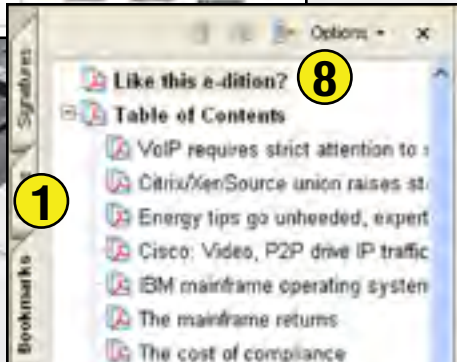 Options
Signatures
Like this e-dition?
8
Table of Contents
VoIP requires strict attention to
Citrix/XenSource union raises
1
Energy tips go unheeded, expert
Cisco: Video, P2P drive IP traffic
Bookmarks
IBM mainframe operating system
The mainframe returns
The cost of compliance